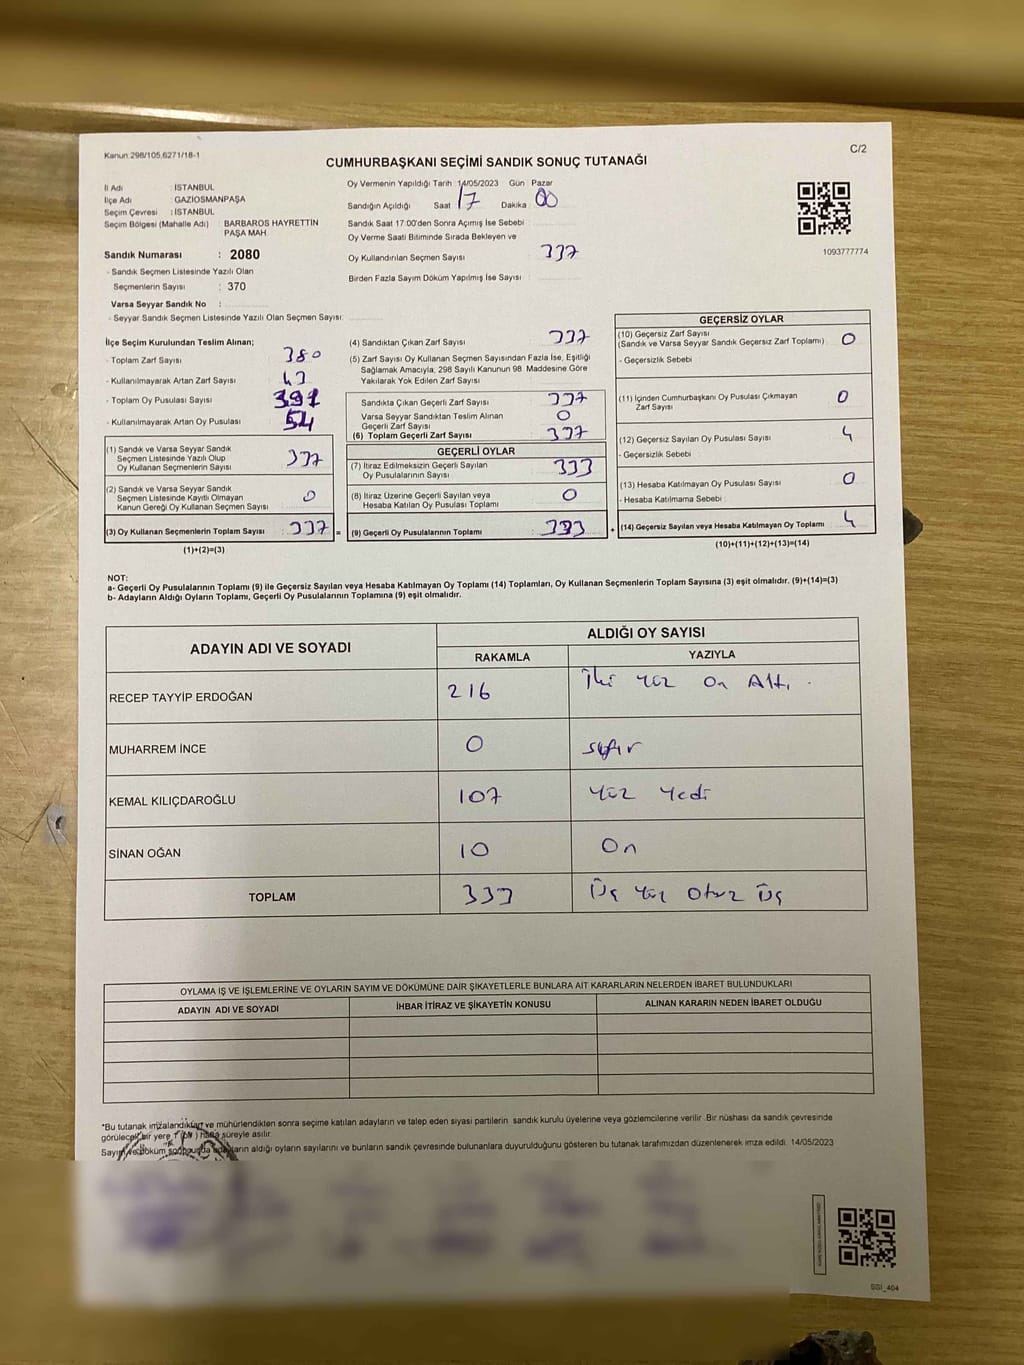 Kanun:298/105,6271/18-1
C/2
CUMHURBAŞKANI SEÇİMİ SANDIK SONUÇ TUTANAĞI
İl Adı : İSTANBUL
İlçe Adı : GAZİOSMANPAŞA
Seçim Çevresi : İSTANBUL
Seçim Bölgesi (Mahalle Adı) : BARBAROS HAYRETTİN PAŞA MAH.
Sandık Numarası : 2080
- Sandık Seçmen Listesinde Yazılı Olan
Seçmenlerin Sayısı : 370
Varsa Seyyar Sandık No :
- Seyyar Sandık Seçmen Listesinde Yazılı Olan Seçmen Sayısı:
Oy Vermenin Yapıldığı Tarih : 14/05/2023 Gün : Pazar
Sandığın Açıldığı Saat 17 Dakika : 00
Sandık Saat 17:00'den Sonra Açımış İse Sebebi :
Oy Verme Saati Bitiminde Sırada Bekleyen ve
Oy Kullandırılan Seçmen Sayısı : 337
Birden Fazla Sayım Döküm Yapılmış İse Sayısı :
1093777774
İlçe Seçim Kurulundan Teslim Alınan;
- Toplam Zarf Sayısı : 380
- Kullanılmayarak Artan Zarf Sayısı : 43
- Toplam Oy Pusulası Sayısı : 391
- Kullanılmayarak Artan Oy Pusulası : 54
(1) Sandık ve Varsa Seyyar Sandık
Seçmen Listesinde Yazılı Olup
Oy Kullanan Seçmenlerin Sayısı : 337
(2) Sandık ve Varsa Seyyar Sandık
Seçmen Listesinde Kayıtlı Olmayan
Kanun Gereği Oy Kullanan Seçmen Sayısı : 0
(3) Oy Kullanan Seçmenlerin Toplam Sayısı : 337 =
(1)+(2)=(3)
(4) Sandıktan Çıkan Zarf Sayısı : 337
(5) Zarf Sayısı Oy Kullanan Seçmen Sayısından Fazla İse, Eşitliği
Sağlamak Amacıyla, 298 Sayılı Kanunun 98. Maddesine Göre
Yakılarak Yok Edilen Zarf Sayısı :
Sandıkta Çıkan Geçerli Zarf Sayısı : 337
Varsa Seyyar Sandıktan Teslim Alınan
Geçerli Zarf Sayısı : 0
(6) Toplam Geçerli Zarf Sayısı : 337
GEÇERLİ OYLAR
(7) İtiraz Edilmeksizin Geçerli Sayılan
Oy Pusulalarının Sayısı : 333
(8) İtiraz Üzerine Geçerli Sayılan veya
Hesaba Katılan Oy Pusulası Toplamı : 0
(9) Geçerli Oy Pusulalarının Toplamı : 333 +
GEÇERSİZ OYLAR
(10) Geçersiz Zarf Sayısı
(Sandık ve Varsa Seyyar Sandık Geçersiz Zarf Toplamı) : 0
- Geçersizlik Sebebi
(11) İçinden Cumhurbaşkanı Oy Pusulası Çıkmayan
Zarf Sayısı : 0
(12) Geçersiz Sayılan Oy Pusulası Sayısı : 4
- Geçersizlik Sebebi
(13) Hesaba Katılmayan Oy Pusulası Sayısı : 0
- Hesaba Katılmama Sebebi :
(14) Geçersiz Sayılan veya Hesaba Katılmayan Oy Toplamı : 4
(10)+(11)+(12)+(13)=(14)
NOT:
a- Geçerli Oy Pusulalarının Toplamı (9) ile Geçersiz Sayılan veya Hesaba Katılmayan Oy Toplamı (14) Toplamları, Oy Kullanan Seçmenlerin Toplam Sayısına (3) eşit olmalıdır. (9)+(14)=(3)
b- Adayların Aldığı Oyların Toplamı, Geçerli Oy Pusulalarının Toplamına (9) eşit olmalıdır.
ADAYIN ADI VE SOYADI ALDIĞI OY SAYISI
RAKAMLA YAZIYLA
RECEP TAYYİP ERDOĞAN 216 İki yüz On Altı.
MUHARREM İNCE 0 sıfır
KEMAL KILIÇDAROĞLU 107 yüz yedi
SİNAN OĞAN 10 On
TOPLAM 333 Üç yüz Otuz Üç
OYLAMA İŞ VE İŞLEMLERİNE VE OYLARIN SAYIM VE DÖKÜMÜNE DAİR ŞİKAYETLERLE BUNLARA AİT KARARLARIN NELERDEN İBARET BULUNDUKLARI
ADAYIN ADI VE SOYADI İHBAR İTİRAZ VE ŞİKAYETİN KONUSU ALINAN KARARIN NEDEN İBARET OLDUĞU
*Bu tutanak imzalandıktan ve mühürlendikten sonra seçime katılan adayların ve talep eden siyasi partilerin sandık kurulu üyelerine veya gözlemcilerine verilir. Bir nüshası da sandık çevresinde
görülecek bir yere 1 (bir) hafta süreyle asılır.
Sayım ve döküm sonucunda adayların aldığı oyların sayılarını ve bunların sandık çevresinde bulunanlara duyurulduğunu gösteren bu tutanak tarafımızdan düzenlenerek imza edildi. 14/05/2023
SSI_404